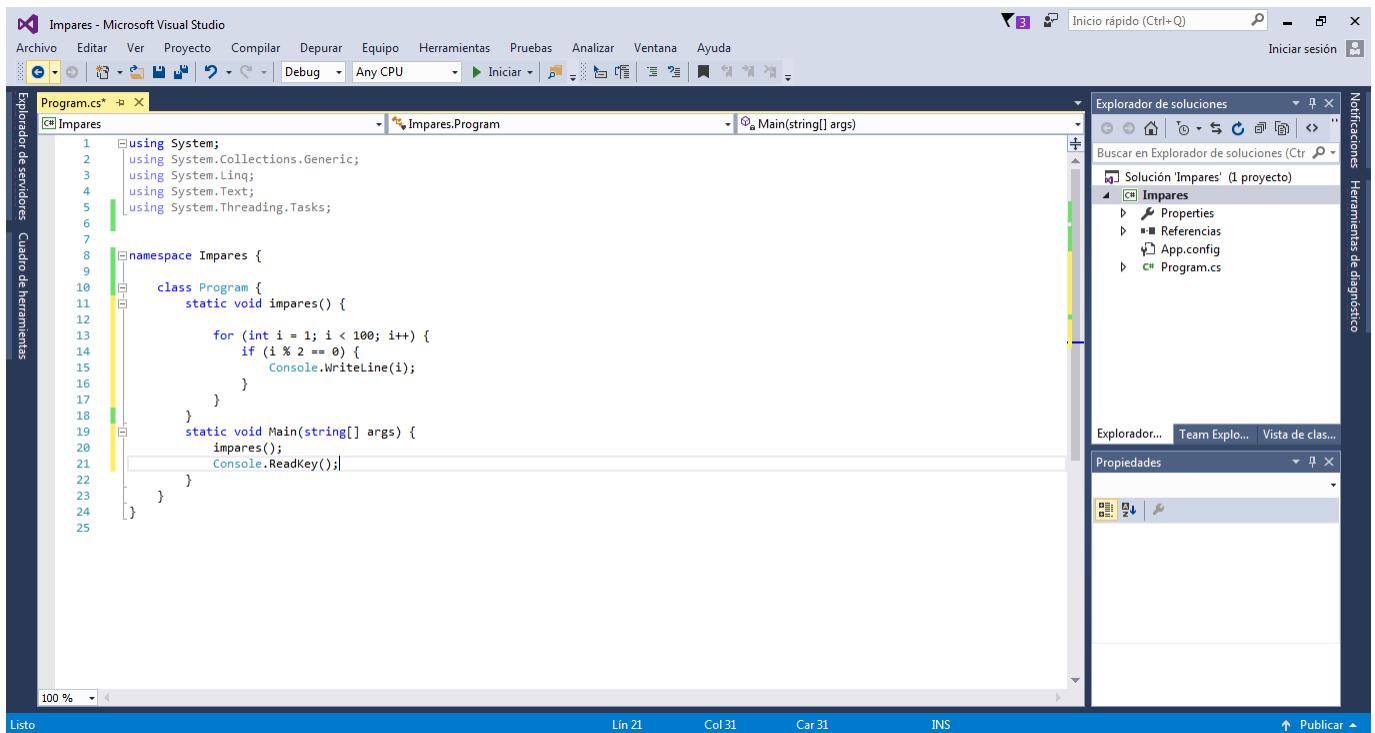 Impares - Microsoft Visual Studio
3
Inicio rápido (Ctrl+Q)
Archivo Editar Ver Proyecto Compilar Depurar Equipo Herramientas Pruebas Analizar Ventana Ayuda
Iniciar sesión
Debug Any CPU Iniciar
Explorador de servidores
Cuadro de herramientas
Program.cs*
C# Impares Impares.Program Main(string[] args)
1 using System;
2 using System.Collections.Generic;
3 using System.Linq;
4 using System.Text;
5 using System.Threading.Tasks;
6
7
8 namespace Impares {
9
10 class Program {
11 static void impares() {
12
13 for (int i = 1; i < 100; i++) {
14 if (i % 2 == 0) {
15 Console.WriteLine(i);
16 }
17 }
18 }
19 static void Main(string[] args) {
20 impares();
21 Console.ReadKey();
22 }
23 }
24 }
25
100 %
Explorador de soluciones
Buscar en Explorador de soluciones (Ctr
Solución 'Impares' (1 proyecto)
C# Impares
Properties
Referencias
App.config
C# Program.cs
Explorador... Team Explo... Vista de clas...
Propiedades
Notificaciones
Herramientas de diagnóstico
Listo Lín 21 Col 31 Car 31 INS Publicar